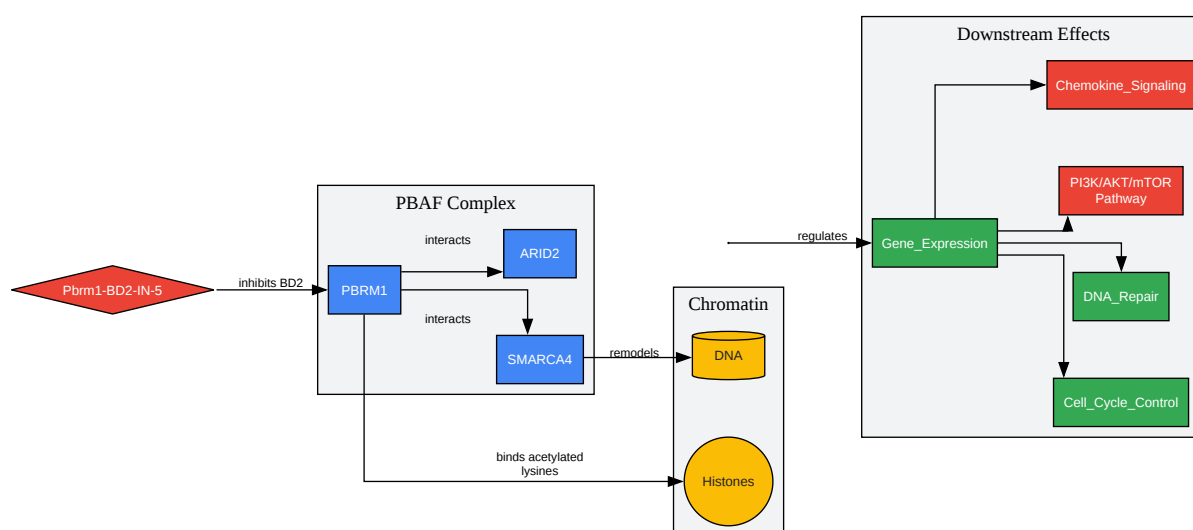 Downstream Effects
Chemokine_Signaling
PI3K/AKT/mTOR
Pathway
PBAF Complex
interacts
ARID2
regulates
Gene_Expression
Pbrm1-BD2-IN-5
inhibits BD2
PBRM1
DNA_Repair
interacts
Chromatin
SMARCA4
remodels
DNA
Cell_Cycle_Control
binds acetylated
lysines
Histones